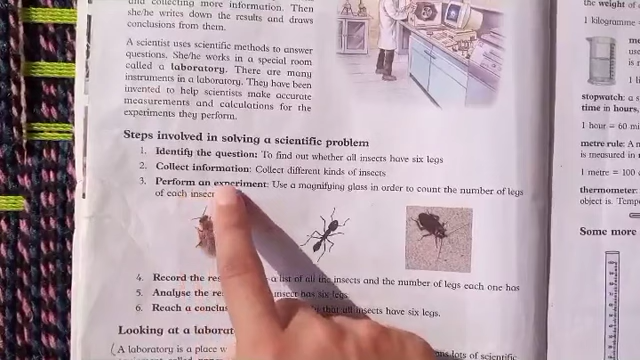 and collecting more information. Then
she/he writes down the results and draws
conclusions from them.
A scientist uses scientific methods to answer
questions. She/he works in a special room
called a laboratory. There are many
instruments in a laboratory. They have been
invented to help scientists make accurate
measurements and calculations for the
experiments they perform.
Steps involved in solving a scientific problem
1. Identify the question: To find out whether all insects have six legs
2. Collect information: Collect different kinds of insects
3. Perform an experiment: Use a magnifying glass in order to count the number of legs
of each insect
4. Record the a list of all the insects and the number of legs each one has
5. Analyse the insect has six legs
6. Reach a that all insects have six legs.
Looking at a
A laboratory is a place lots of scientific
the weight of
1 kilogramme
stopwatch: a
time in hours,
1 hour = 60
metre rule: A
is measured in
1 metre = 100
thermometer:
object is.
Some more